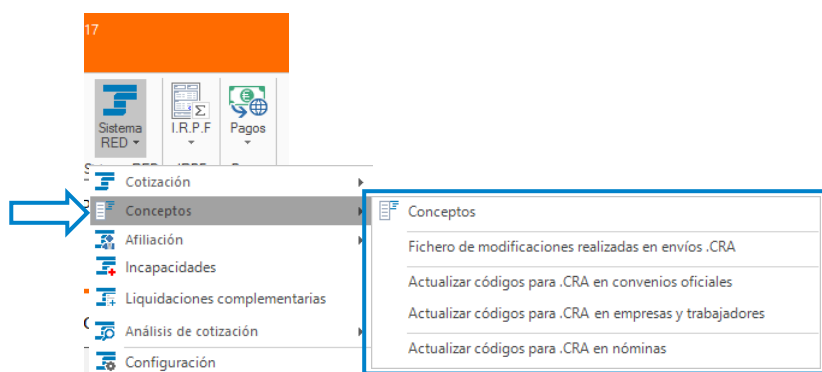 17
Sistema
RED
I.R.P.F
Pagos
Cotización
Conceptos
Afiliación
Incapacidades
Liquidaciones complementarias
Análisis de cotización
Configuración
Conceptos
Fichero de modificaciones realizadas en envíos .CRA
Actualizar códigos para .CRA en convenios oficiales
Actualizar códigos para .CRA en empresas y trabajadores
Actualizar códigos para .CRA en nóminas